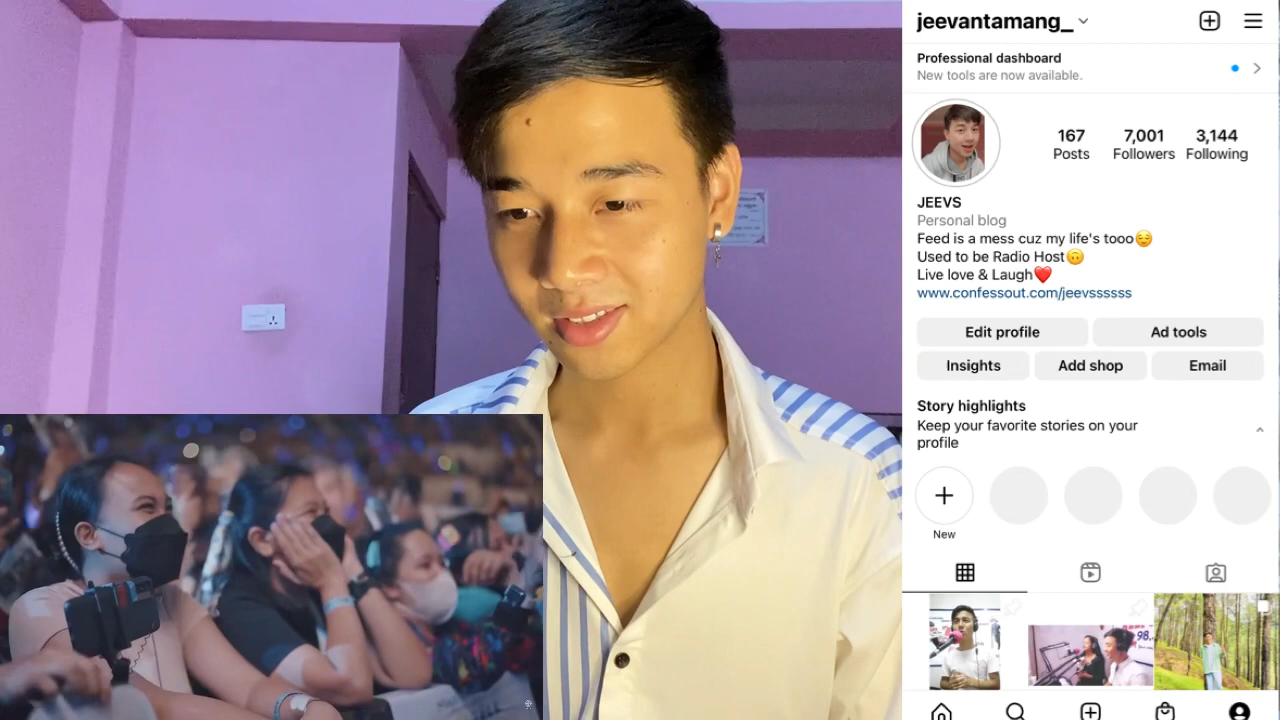 jeevantamang_
Professional dashboard
New tools are now available.
167
7,001
3,144
Posts
Followers
Following
JEEVS
Personal blog
Feed is a mess cuz my life's tooo😌
Used to be Radio Host🙃
Live love & Laugh❤️
www.confessout.com/jeevssssss
Edit profile
Ad tools
Insights
Add shop
Email
Story highlights
Keep your favorite stories on your
profile
New
98.